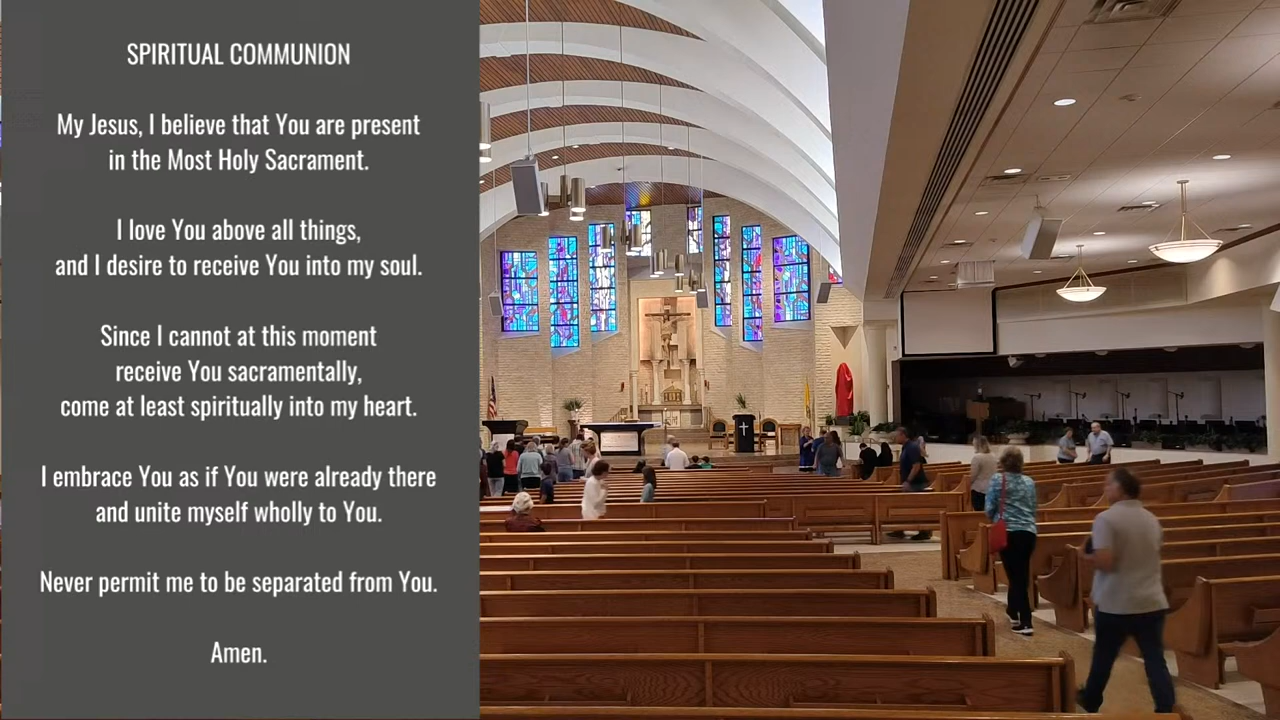 SPIRITUAL COMMUNION
My Jesus, I believe that You are present
in the Most Holy Sacrament.
I love You above all things,
and I desire to receive You into my soul.
Since I cannot at this moment
receive You sacramentally,
come at least spiritually into my heart.
I embrace You as if You were already there
and unite myself wholly to You.
Never permit me to be separated from You.
Amen.